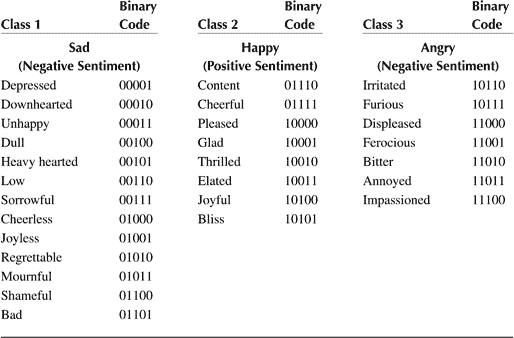 Binary Binary Binary
Class 1 Code Class 2 Code Class 3 Code
Sad Happy Angry
(Negative Sentiment) (Positive Sentiment) (Negative Sentiment)
Depressed 00001 Content 01110 Irritated 10110
Downhearted 00010 Cheerful 01111 Furious 10111
Unhappy 00011 Pleased 10000 Displeased 11000
Dull 00100 Glad 10001 Ferocious 11001
Heavy hearted 00101 Thrilled 10010 Bitter 11010
Low 00110 Elated 10011 Annoyed 11011
Sorrowful 00111 Joyful 10100 Impassioned 11100
Cheerless 01000 Bliss 10101
Joyless 01001
Regrettable 01010
Mournful 01011
Shameful 01100
Bad 01101